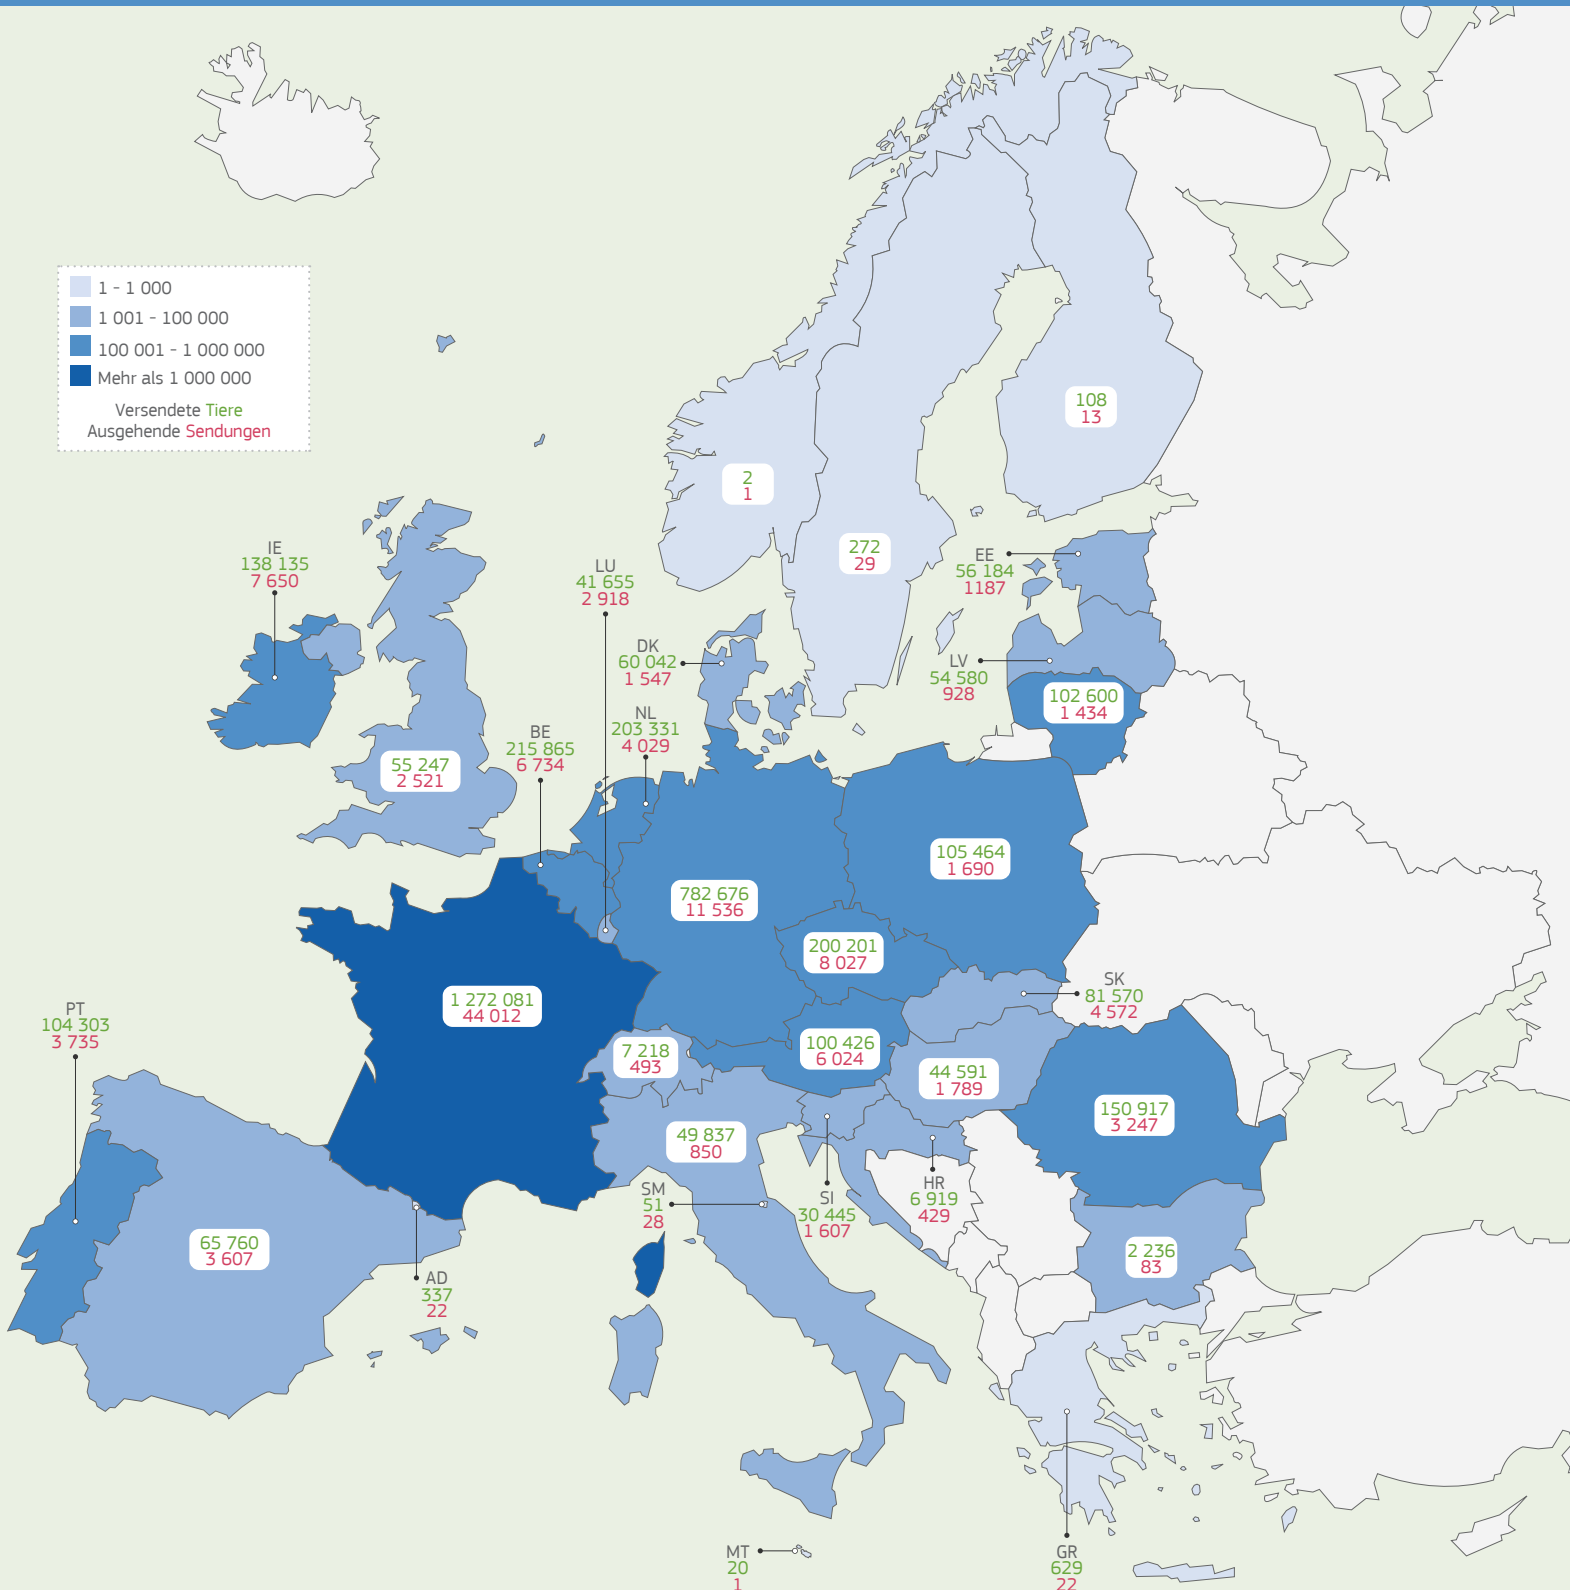 1 - 1 000
1 001 - 100 000
100 001 - 1 000 000
Mehr als 1 000 000
Versendete Tiere
Ausgehende Sendungen
108
13
2
1
272
29
IE
138 135
7 650
LU
41 655
2 918
EE
56 184
1187
DK
60 042
1 547
LV
54 580
928
102 600
1 434
NL
203 331
4 029
BE
215 865
6 734
55 247
2 521
105 464
1 690
782 676
11 536
200 201
8 027
SK
81 570
4 572
1 272 081
44 012
PT
104 303
3 735
7 218
493
100 426
6 024
44 591
1 789
150 917
3 247
49 837
850
SM
51
28
SI
30 445
1 607
HR
6 919
429
65 760
3 607
2 236
83
AD
337
22
MT
20
1
GR
629
22